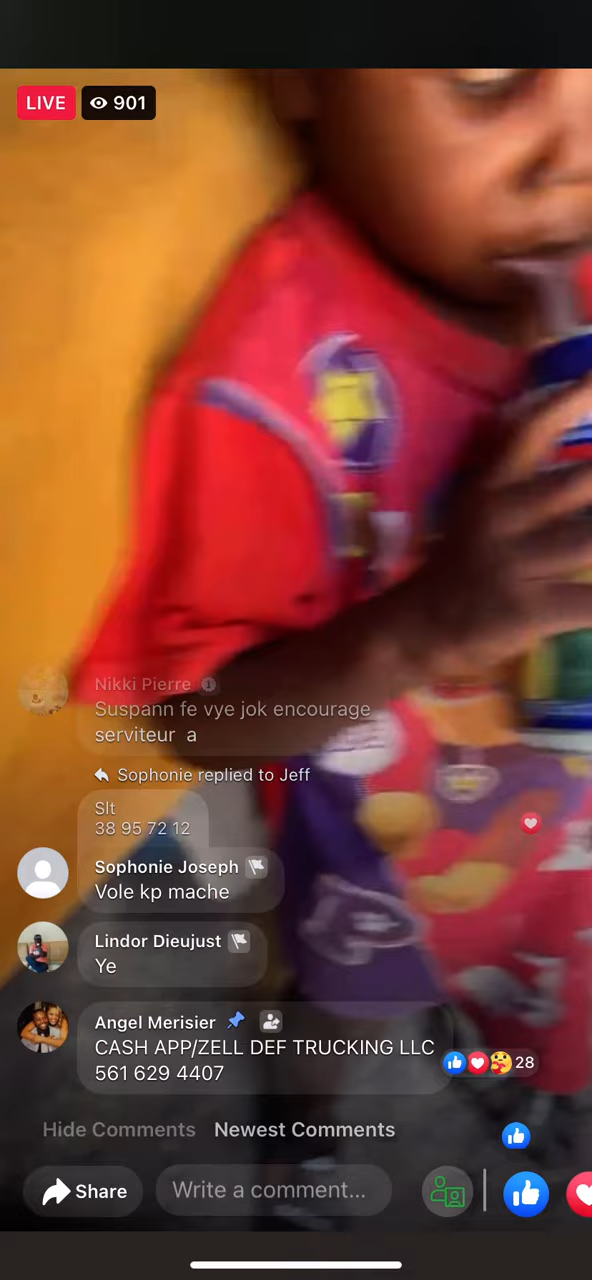 LIVE 901
Nikki Pierre
Suspann fe vye jok encourage
serviteur a
Sophonie replied to Jeff
Slt
38 95 72 12
Sophonie Joseph
Vole kp mache
Lindor Dieujust
Ye
Angel Merisier
CASH APP/ZELL DEF TRUCKING LLC
561 629 4407
28
Hide Comments Newest Comments
Share Write a comment...